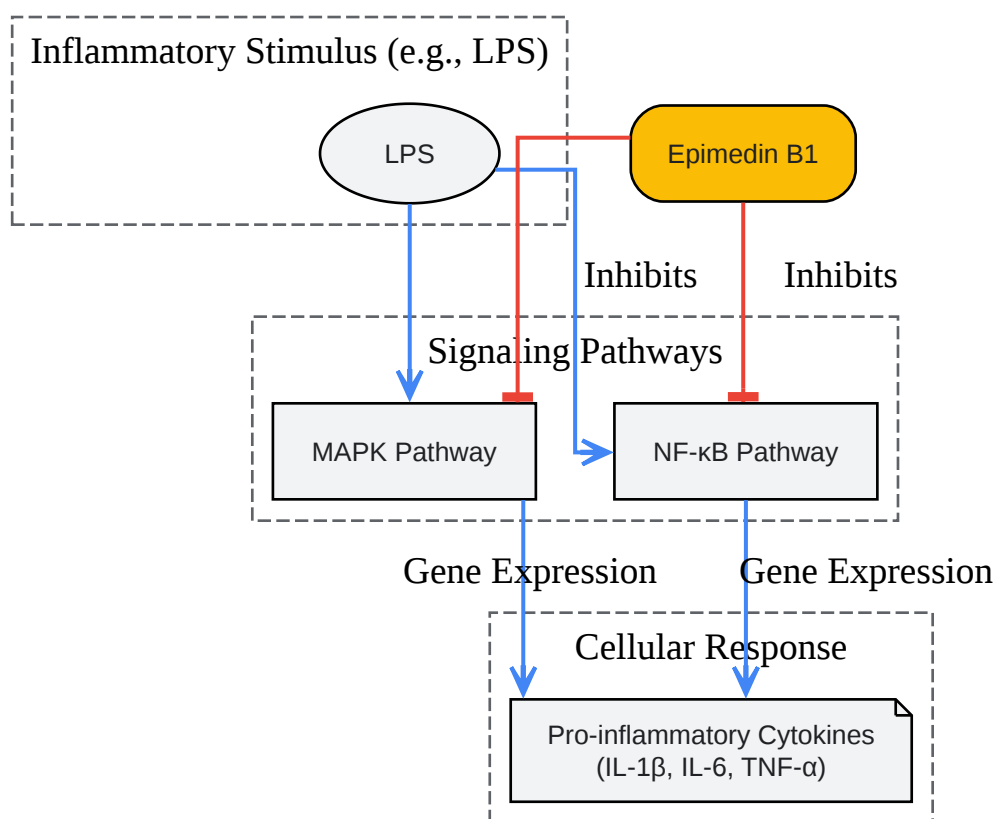 Inflammatory Stimulus (e.g., LPS)
LPS
Epimedin B1
Inhibits
Inhibits
Signaling Pathways
MAPK Pathway
NF-κB Pathway
Gene Expression
Gene Expression
Cellular Response
Pro-inflammatory Cytokines
(IL-1β, IL-6, TNF-α)